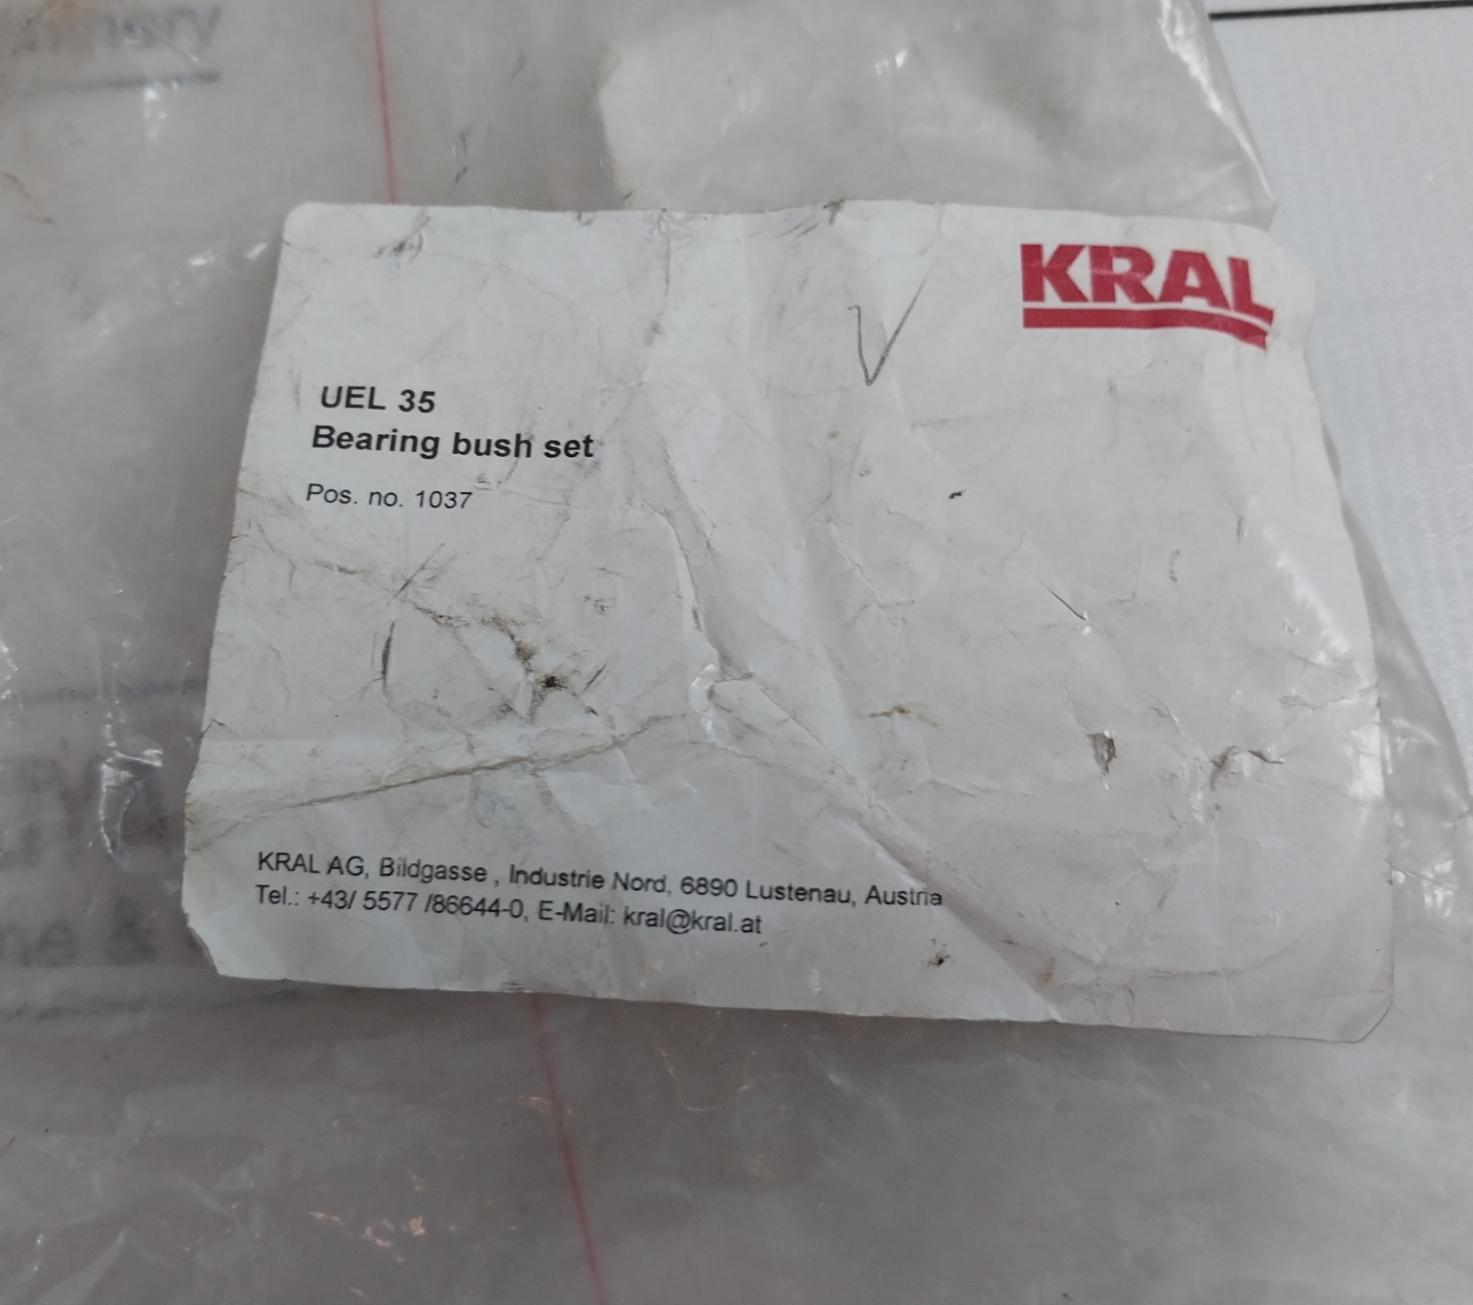 KRAL
UEL 35
Bearing bush set
Pos. no. 1037
KRAL AG, Bildgasse , Industrie Nord, 6890 Lustenau, Austria
Tel.: +43/ 5577 /86644-0, E-Mail: kral@kral.at